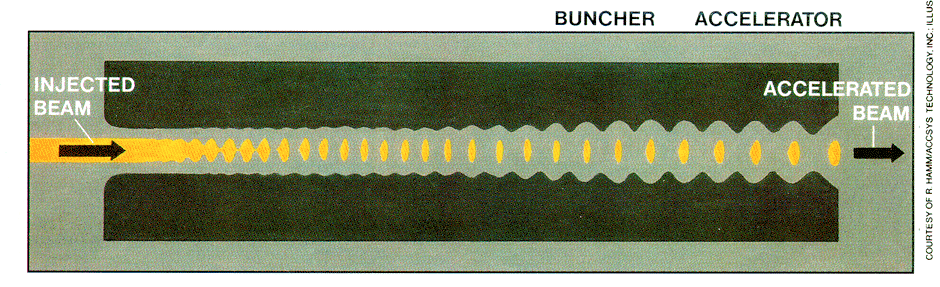 BUNCHER ACCELERATOR
INJECTED
BEAM
ACCELERATED
BEAM
COURTESY OF R HAMM/ACCSYS TECHNOLOGY, INC.; ILLUS